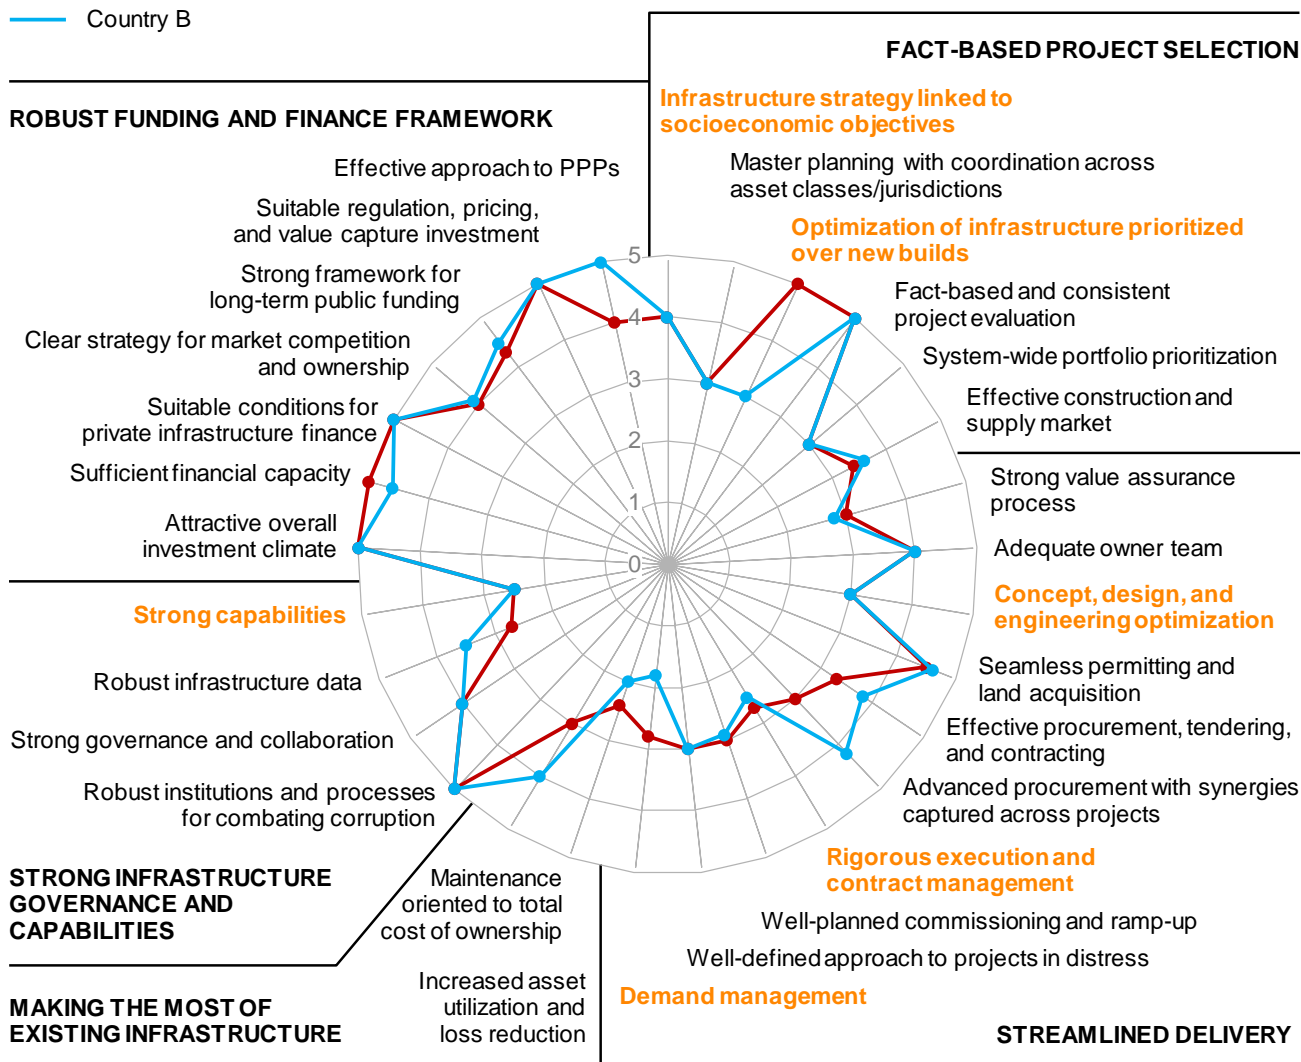 Country B
FACT-BASED PROJECT SELECTION
ROBUST FUNDING AND FINANCE FRAMEWORK
Infrastructure strategy linked to
socioeconomic objectives
Effective approach to PPPs
Master planning with coordination across
asset classes/jurisdictions
Suitable regulation, pricing,
and value capture investment
Optimization of infrastructure prioritized
over new builds
Strong framework for
long-term public funding
Fact-based and consistent
project evaluation
Clear strategy for market competition
and ownership
System-wide portfolio prioritization
Suitable conditions for
private infrastructure finance
Effective construction and
supply market
Sufficient financial capacity
Strong value assurance
process
Attractive overall
investment climate
Adequate owner team
5
4
3
2
1
0
Strong capabilities
Concept, design, and
engineering optimization
Robust infrastructure data
Seamless permitting and
land acquisition
Strong governance and collaboration
Effective procurement, tendering,
and contracting
Robust institutions and processes
for combating corruption
Advanced procurement with synergies
captured across projects
STRONG INFRASTRUCTURE
GOVERNANCE AND
CAPABILITIES
Maintenance
oriented to total
cost of ownership
Rigorous execution and
contract management
Well-planned commissioning and ramp-up
Well-defined approach to projects in distress
Increased asset
utilization and
loss reduction
Demand management
MAKING THE MOST OF
EXISTING INFRASTRUCTURE
STREAMLINED DELIVERY